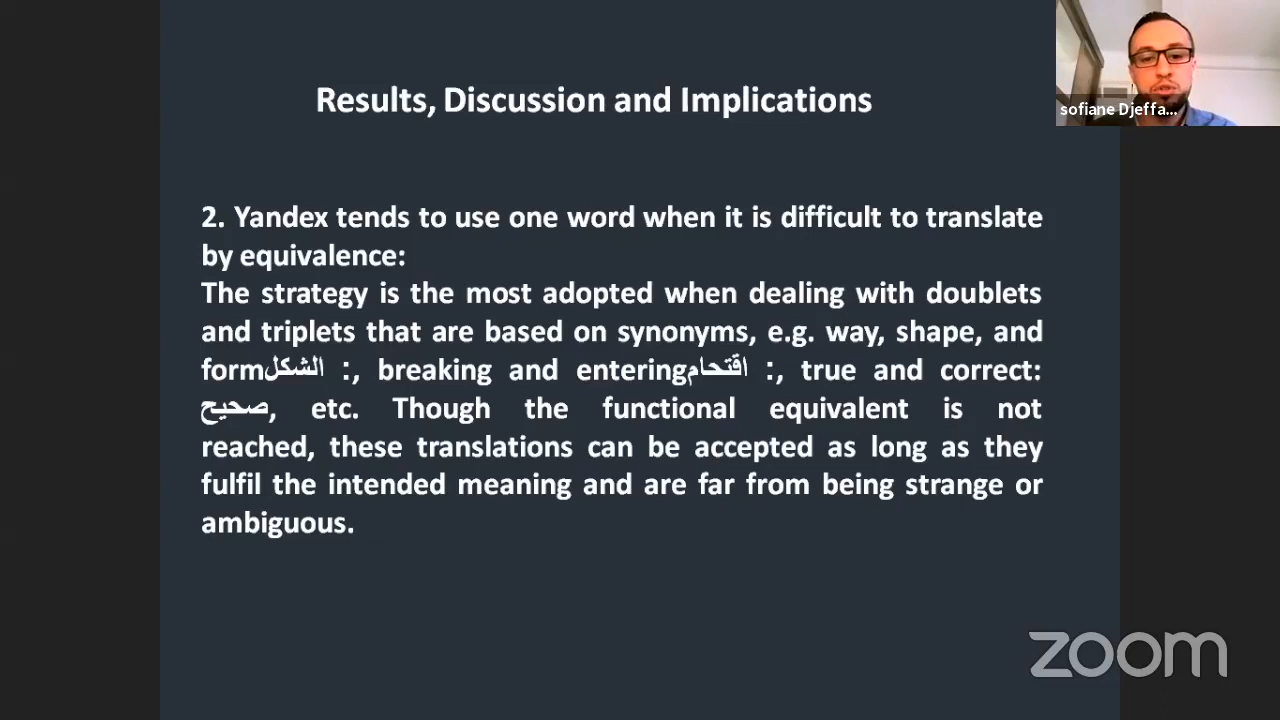 Results, Discussion and Implications
sofiane Djeffa...
2. Yandex tends to use one word when it is difficult to translate
by equivalence:
The strategy is the most adopted when dealing with doublets
and triplets that are based on synonyms, e.g. way, shape, and
formالشكل :, breaking and enteringاقتحام :, true and correct:
صحيح, etc. Though the functional equivalent is not
reached, these translations can be accepted as long as they
fulfil the intended meaning and are far from being strange or
ambiguous.
zoom